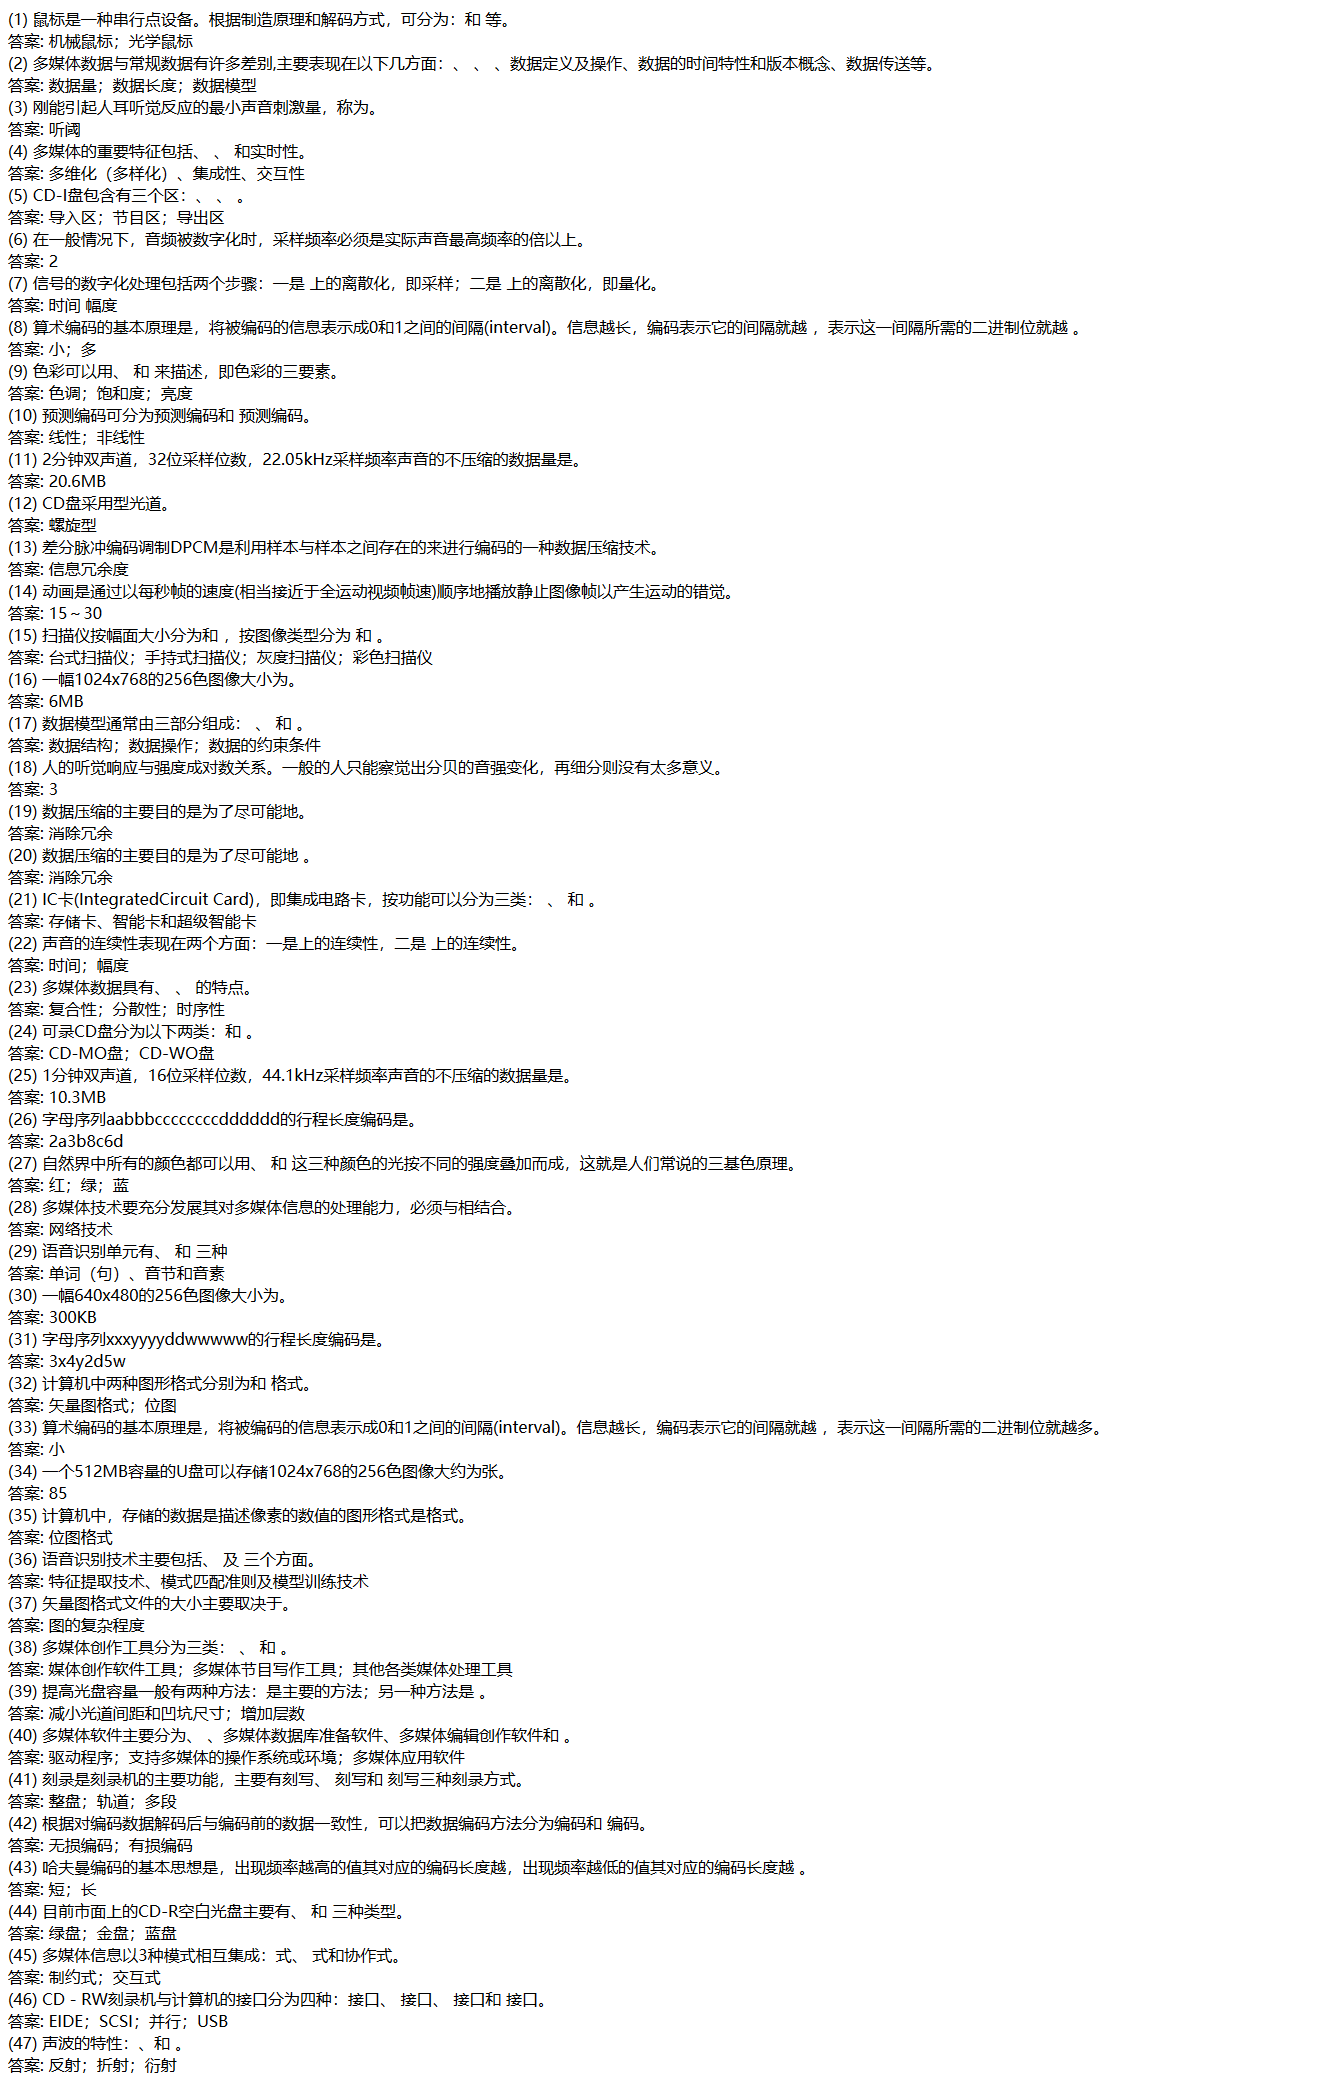 (1) 鼠标是一种串行点设备。根据制造原理和解码方式，可分为：和 等。
答案: 机械鼠标；光学鼠标
(2) 多媒体数据与常规数据有许多差别,主要表现在以下几方面：、 、 、数据定义及操作、数据的时间特性和版本概念、数据传送等。
答案: 数据量；数据长度；数据模型
(3) 刚能引起人耳听觉反应的最小声音刺激量，称为。
答案: 听阈
(4) 多媒体的重要特征包括、 、 和实时性。
答案: 多维化（多样化）、集成性、交互性
(5) CD-I盘包含有三个区：、 、 。
答案: 导入区；节目区；导出区
(6) 在一般情况下，音频被数字化时，采样频率必须是实际声音最高频率的倍以上。
答案: 2
(7) 信号的数字化处理包括两个步骤：一是 上的离散化，即采样；二是 上的离散化，即量化。
答案: 时间 幅度
(8) 算术编码的基本原理是，将被编码的信息表示成0和1之间的间隔(interval)。信息越长，编码表示它的间隔就越 ，表示这一间隔所需的二进制位就越 。
答案: 小；多
(9) 色彩可以用、 和 来描述，即色彩的三要素。
答案: 色调；饱和度；亮度
(10) 预测编码可分为预测编码和 预测编码。
答案: 线性；非线性
(11) 2分钟双声道，32位采样位数，22.05kHz采样频率声音的不压缩的数据量是。
答案: 20.6MB
(12) CD盘采用型光道。
答案: 螺旋型
(13) 差分脉冲编码调制DPCM是利用样本与样本之间存在的来进行编码的一种数据压缩技术。
答案: 信息冗余度
(14) 动画是通过以每秒帧的速度(相当接近于全运动视频帧速)顺序地播放静止图像帧以产生运动的错觉。
答案: 15～30
(15) 扫描仪按幅面大小分为和 ，按图像类型分为 和 。
答案: 台式扫描仪；手持式扫描仪；灰度扫描仪；彩色扫描仪
(16) 一幅1024x768的256色图像大小为。
答案: 6MB
(17) 数据模型通常由三部分组成： 、 和 。
答案: 数据结构；数据操作；数据的约束条件
(18) 人的听觉响应与强度成对数关系。一般的人只能察觉出分贝的音强变化，再细分则没有太多意义。
答案: 3
(19) 数据压缩的主要目的是为了尽可能地。
答案: 消除冗余
(20) 数据压缩的主要目的是为了尽可能地 。
答案: 消除冗余
(21) IC卡(IntegratedCircuit Card)，即集成电路卡，按功能可以分为三类： 、 和 。
答案: 存储卡、智能卡和超级智能卡
(22) 声音的连续性表现在两个方面：一是上的连续性，二是 上的连续性。
答案: 时间；幅度
(23) 多媒体数据具有、 、 的特点。
答案: 复合性；分散性；时序性
(24) 可录CD盘分为以下两类：和 。
答案: CD-MO盘；CD-WO盘
(25) 1分钟双声道，16位采样位数，44.1kHz采样频率声音的不压缩的数据量是。
答案: 10.3MB
(26) 字母序列aabbbccccccccdddddd的行程长度编码是。
答案: 2a3b8c6d
(27) 自然界中所有的颜色都可以用、 和 这三种颜色的光按不同的强度叠加而成，这就是人们常说的三基色原理。
答案: 红；绿；蓝
(28) 多媒体技术要充分发展其对多媒体信息的处理能力，必须与相结合。
答案: 网络技术
(29) 语音识别单元有、 和 三种
答案: 单词（句）、音节和音素
(30) 一幅640x480的256色图像大小为。
答案: 300KB
(31) 字母序列xxxyyyyddwwwww的行程长度编码是。
答案: 3x4y2d5w
(32) 计算机中两种图形格式分别为和 格式。
答案: 矢量图格式；位图
(33) 算术编码的基本原理是，将被编码的信息表示成0和1之间的间隔(interval)。信息越长，编码表示它的间隔就越 ，表示这一间隔所需的二进制位就越多。
答案: 小
(34) 一个512MB容量的U盘可以存储1024x768的256色图像大约为张。
答案: 85
(35) 计算机中，存储的数据是描述像素的数值的图形格式是格式。
答案: 位图格式
(36) 语音识别技术主要包括、 及 三个方面。
答案: 特征提取技术、模式匹配准则及模型训练技术
(37) 矢量图格式文件的大小主要取决于。
答案: 图的复杂程度
(38) 多媒体创作工具分为三类： 、 和 。
答案: 媒体创作软件工具；多媒体节目写作工具；其他各类媒体处理工具
(39) 提高光盘容量一般有两种方法：是主要的方法；另一种方法是 。
答案: 减小光道间距和凹坑尺寸；增加层数
(40) 多媒体软件主要分为、 、多媒体数据库准备软件、多媒体编辑创作软件和 。
答案: 驱动程序；支持多媒体的操作系统或环境；多媒体应用软件
(41) 刻录是刻录机的主要功能，主要有刻写、 刻写和 刻写三种刻录方式。
答案: 整盘；轨道；多段
(42) 根据对编码数据解码后与编码前的数据一致性，可以把数据编码方法分为编码和 编码。
答案: 无损编码；有损编码
(43) 哈夫曼编码的基本思想是，出现频率越高的值其对应的编码长度越，出现频率越低的值其对应的编码长度越 。
答案: 短；长
(44) 目前市面上的CD-R空白光盘主要有、 和 三种类型。
答案: 绿盘；金盘；蓝盘
(45) 多媒体信息以3种模式相互集成：式、 式和协作式。
答案: 制约式；交互式
(46) CD－RW刻录机与计算机的接口分为四种：接口、 接口、 接口和 接口。
答案: EIDE；SCSI；并行；USB
(47) 声波的特性：、和 。
答案: 反射；折射；衍射